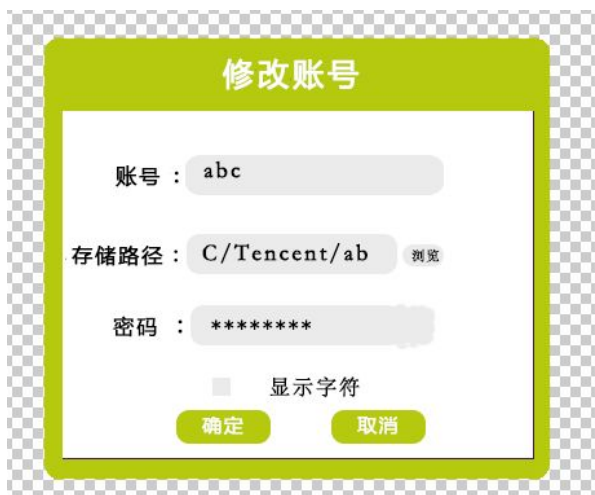 修改账号
账号 : abc
存储路径 : C/Tencent/ab 浏览
密码 : ********
显示字符
确定 取消